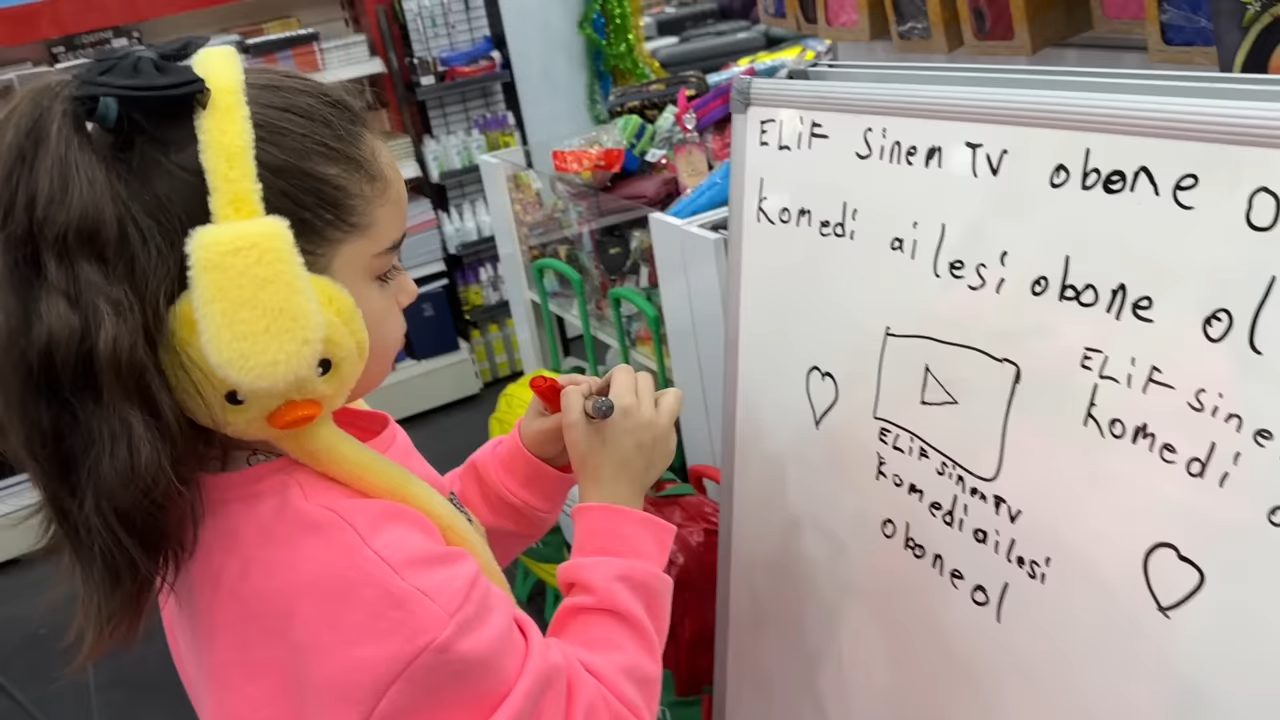 ELiF Sinem TV obone O
komedi ailesi obone ol
ELiF sine
komedi
ELiF sinem TV
komedi ailesi
obone ol